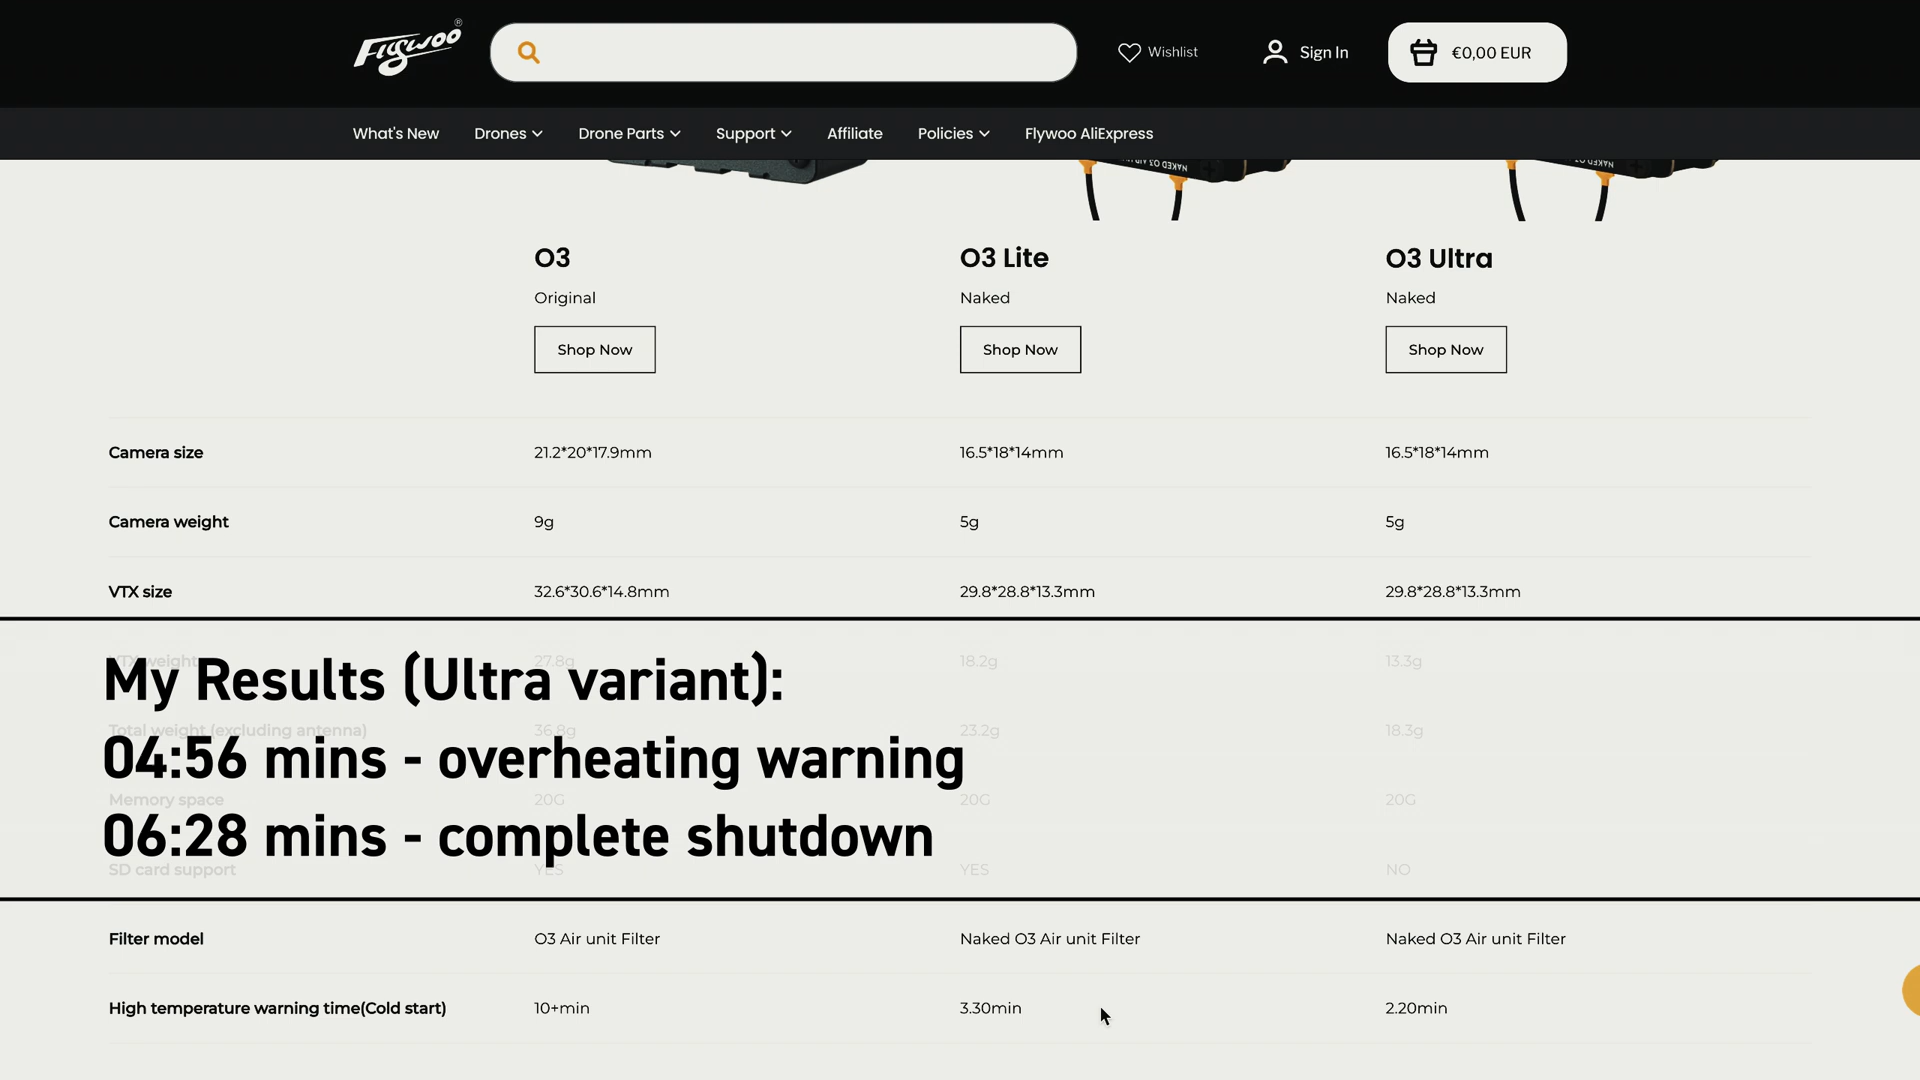 Flywoo®
Wishlist
Sign In
€0,00 EUR
What's New Drones Drone Parts Support Affiliate Policies Flywoo AliExpress
NAKED O3 AIR
NAKED
O3 O3 Lite O3 Ultra
Original Naked Naked
Shop Now Shop Now Shop Now
Camera size 21.2*20*17.9mm 16.5*18*14mm 16.5*18*14mm
Camera weight 9g 5g 5g
VTX size 32.6*30.6*14.8mm 29.8*28.8*13.3mm 29.8*28.8*13.3mm
VTX weight 27.8g 18.2g 13.3g
My Results (Ultra variant):
Total weight (excluding antenna) 36.8g 23.2g 18.3g
04:56 mins - overheating warning
Memory space 20G 20G 20G
06:28 mins - complete shutdown
SD card support YES YES NO
Filter model O3 Air unit Filter Naked O3 Air unit Filter Naked O3 Air unit Filter
High temperature warning time(Cold start) 10+min 3.30min 2.20min